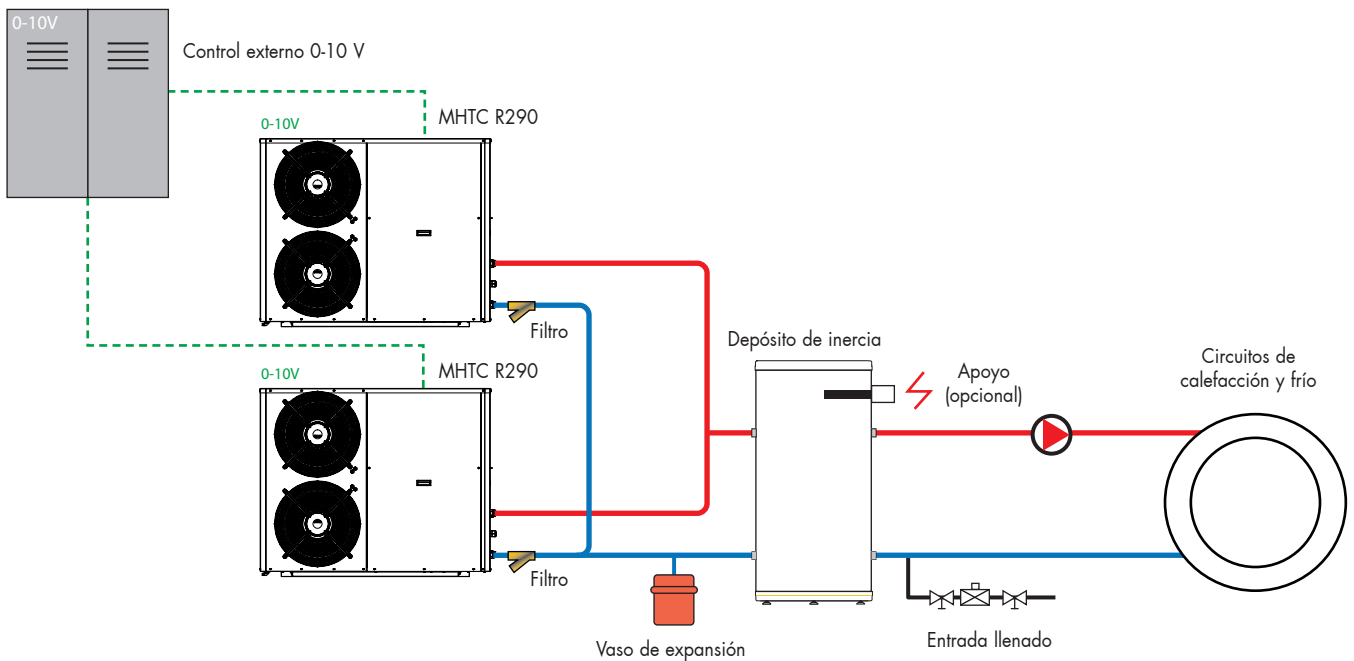 0-10V
Control externo 0-10 V
MHTC R290
0-10V
Filtro
MHTC R290
0-10V
Filtro
Depósito de inercia
Apoyo
(opcional)
Circuitos de
calefacción y frío
Vaso de expansión
Entrada llenado